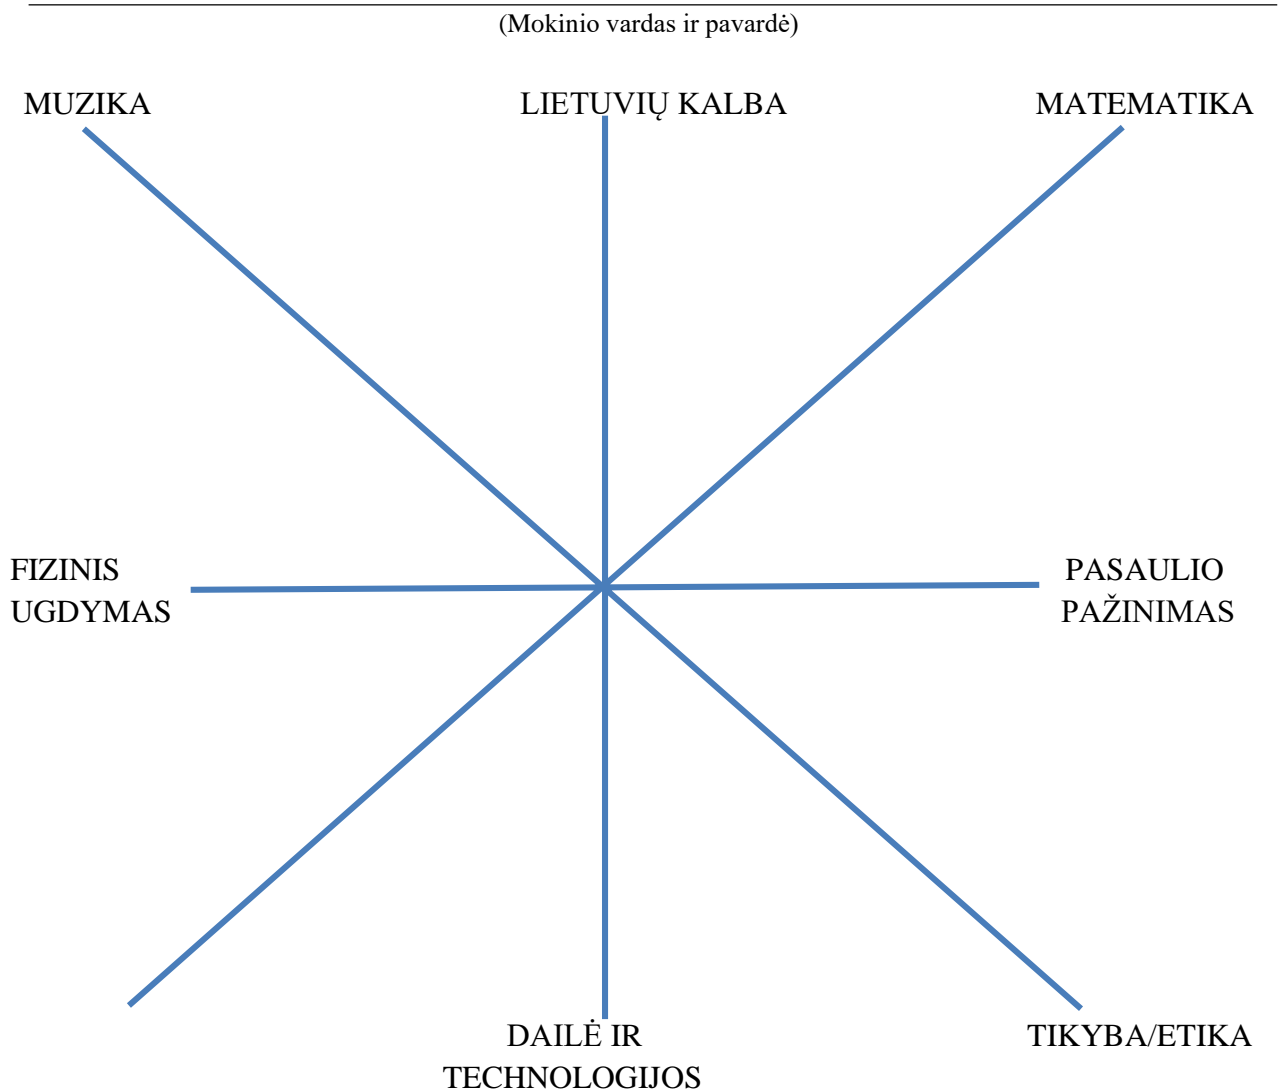 (Mokinio vardas ir pavardė)
MUZIKA
LIETUVIŲ KALBA
MATEMATIKA
FIZINIS
UGDYMAS
PASAULIO
PAŽINIMAS
DAILĖ IR
TECHNOLOGIJOS
TIKYBA/ETIKA